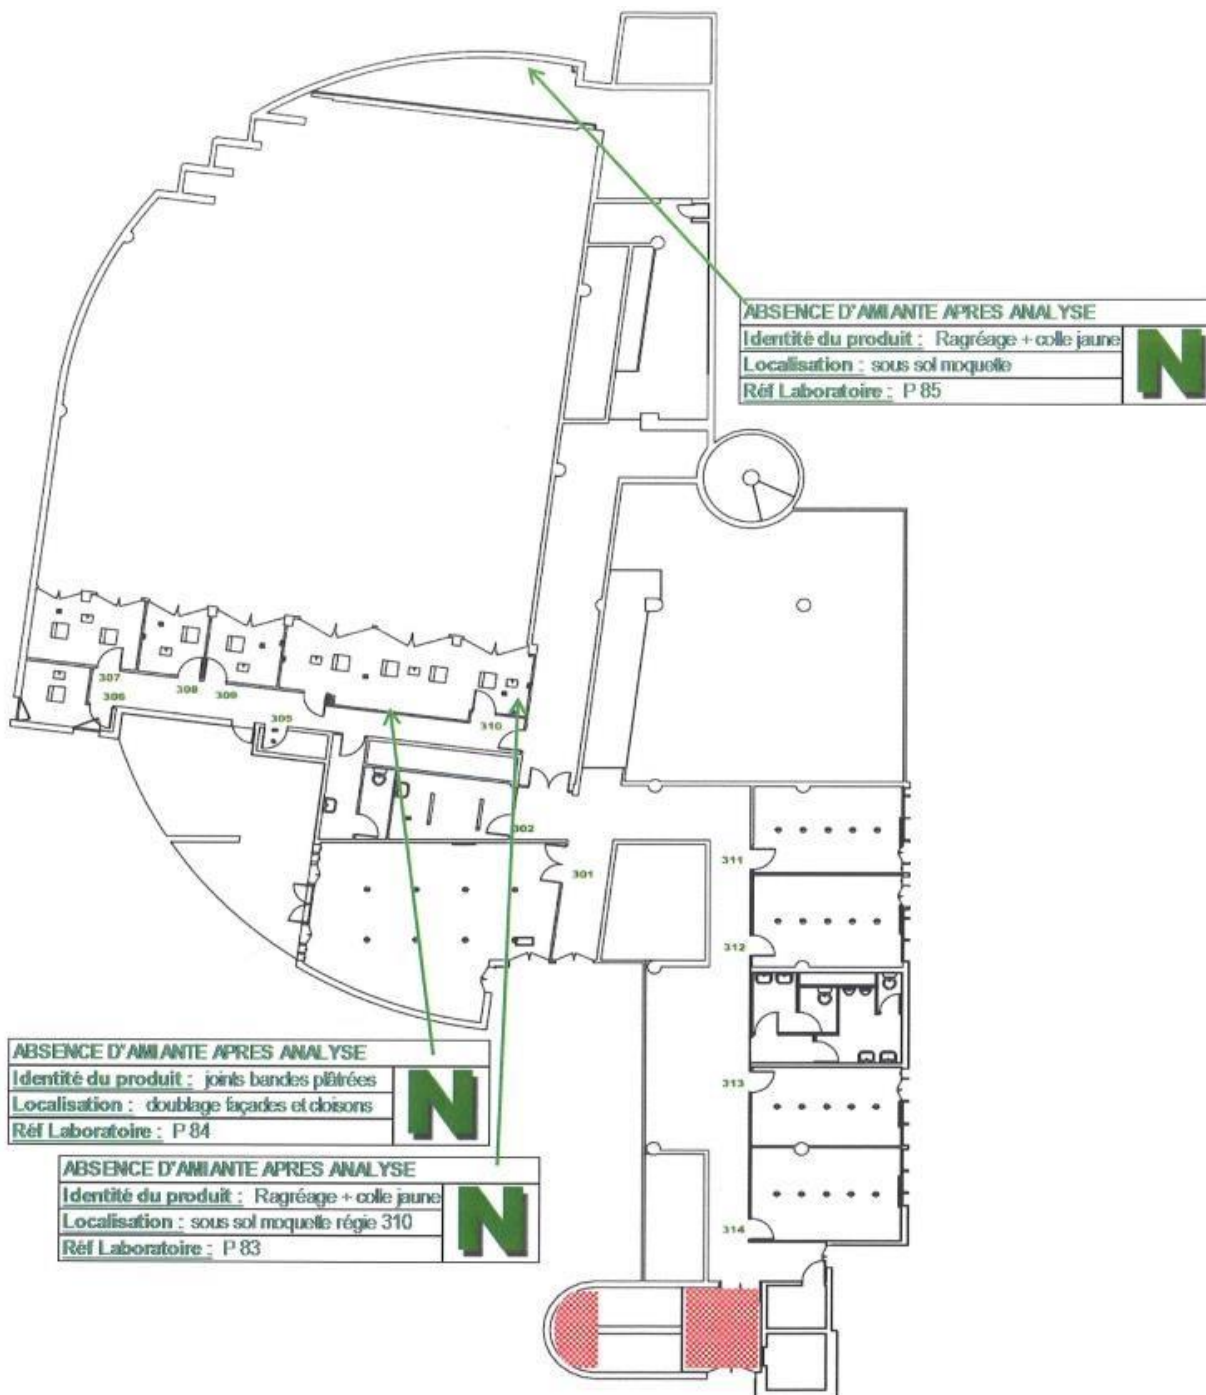 ABSENCE D'AMIANTE APRES ANALYSE
Identité du produit : Ragréage + colle jaune
Localisation : sous sol moquette
Réf Laboratoire : P 85
N
307
306
308
309
305
310
302
301
311
312
313
314
ABSENCE D'AMIANTE APRES ANALYSE
Identité du produit : joints bandes plâtrées
Localisation : doublage façades et cloisons
Réf Laboratoire : P 84
N
ABSENCE D'AMIANTE APRES ANALYSE
Identité du produit : Ragréage + colle jaune
Localisation : sous sol moquette régie 310
Réf Laboratoire : P 83
N